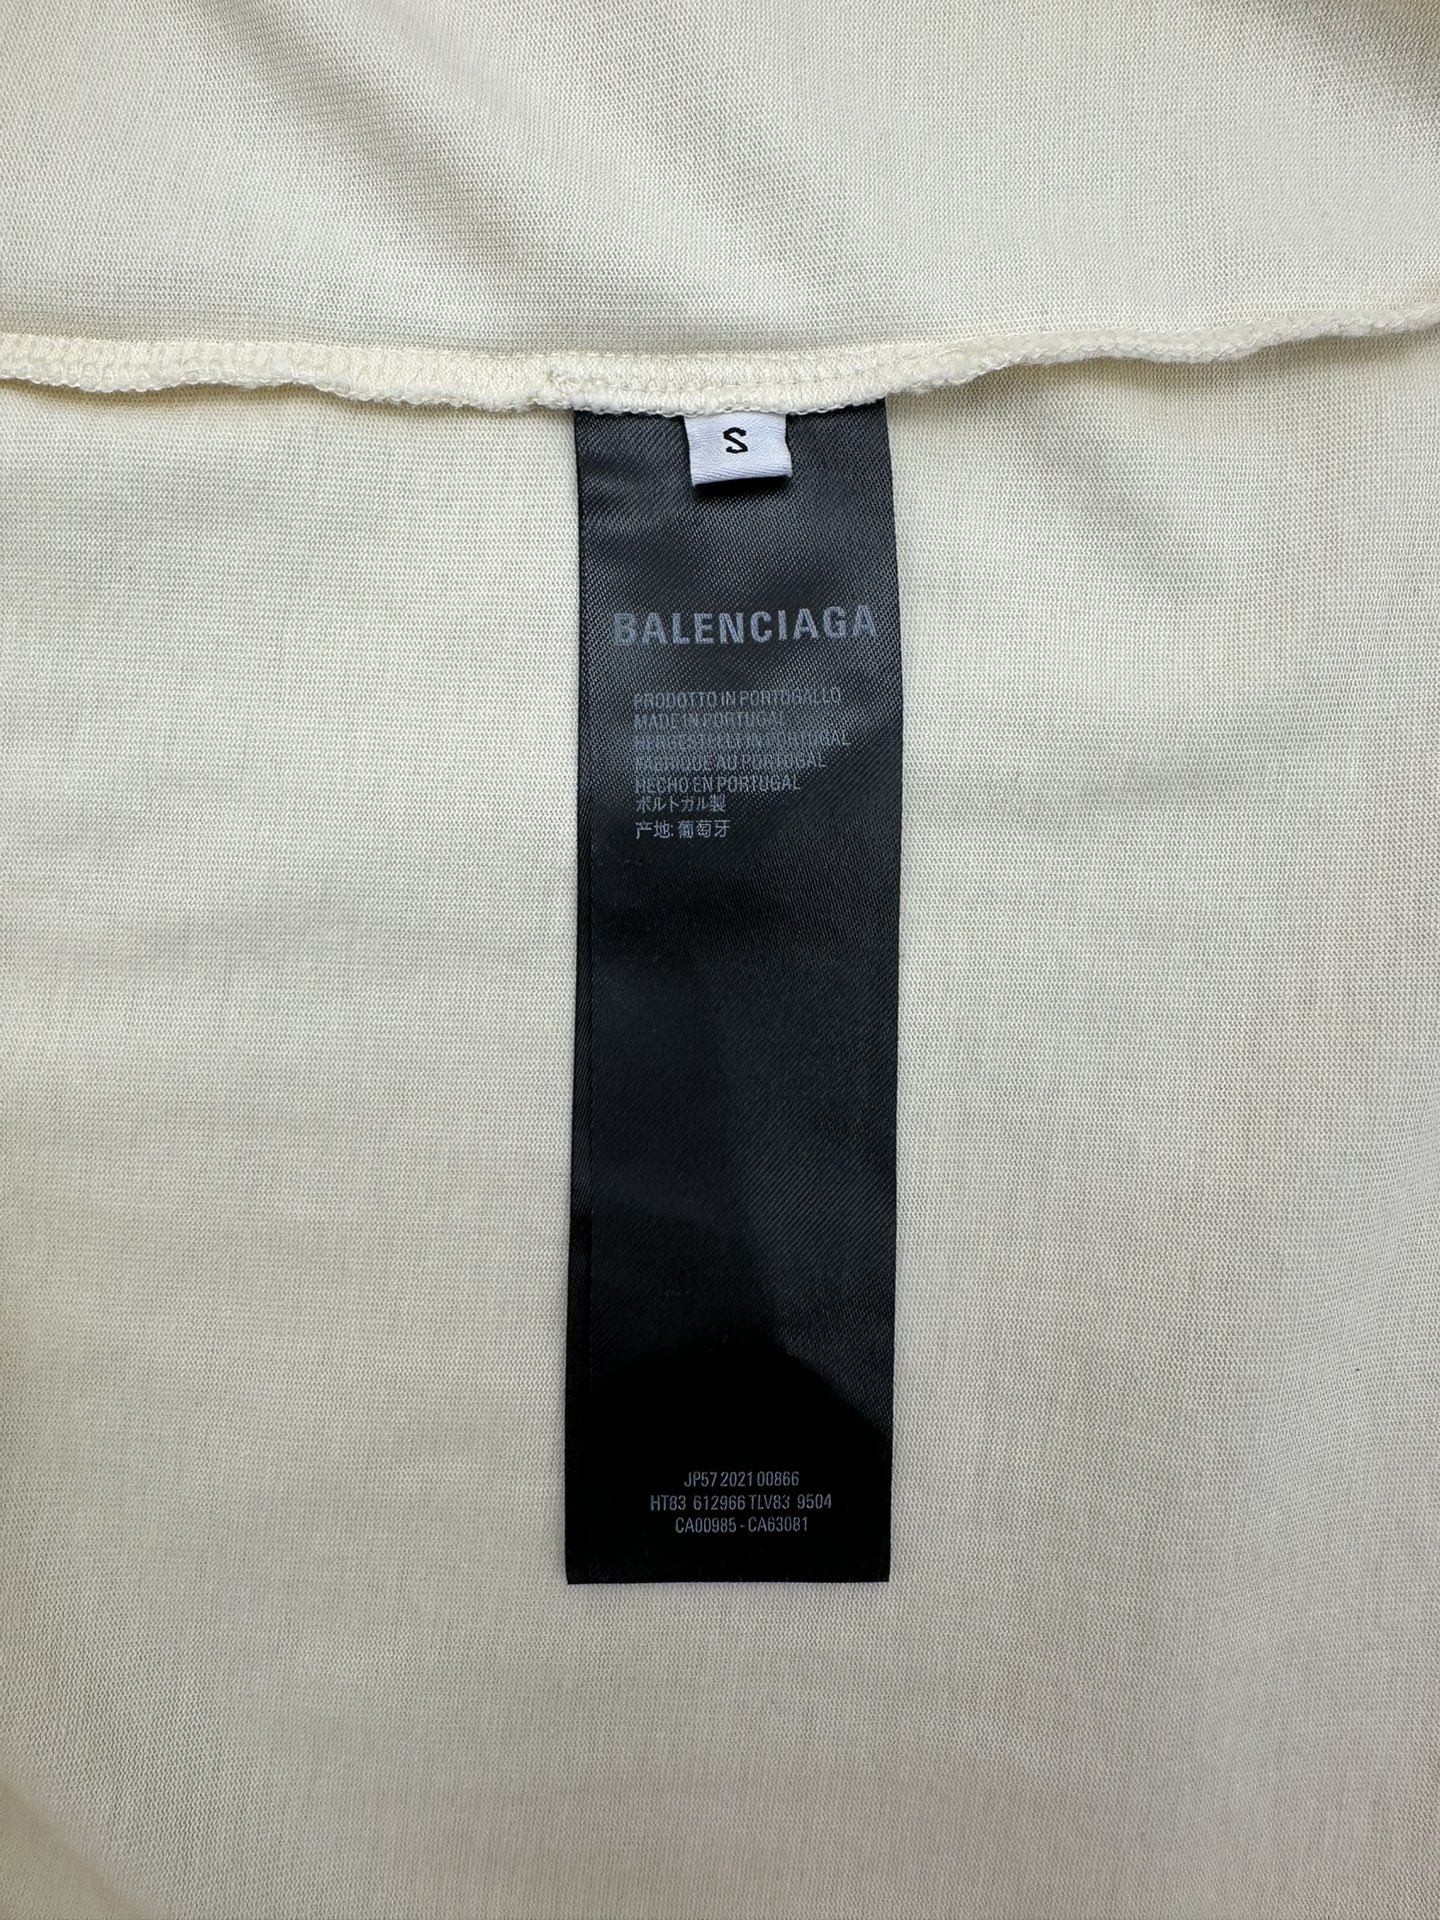 S
BALENCIAGA
PRODOTTO IN PORTOGALLO
MADE IN PORTUGAL
HERGESTELLT IN PORTUGAL
FABRIQUE AU PORTUGAL
HECHO EN PORTUGAL
ポルトガル製
产地: 葡萄牙
JP57 2021 00866
HT83 612966 TLV83 9504
CA00985 - CA63081